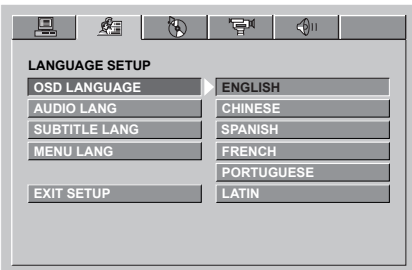 LANGUAGE SETUP
OSD LANGUAGE
AUDIO LANG
SUBTITLE LANG
MENU LANG
EXIT SETUP
ENGLISH
CHINESE
SPANISH
FRENCH
PORTUGUESE
LATIN